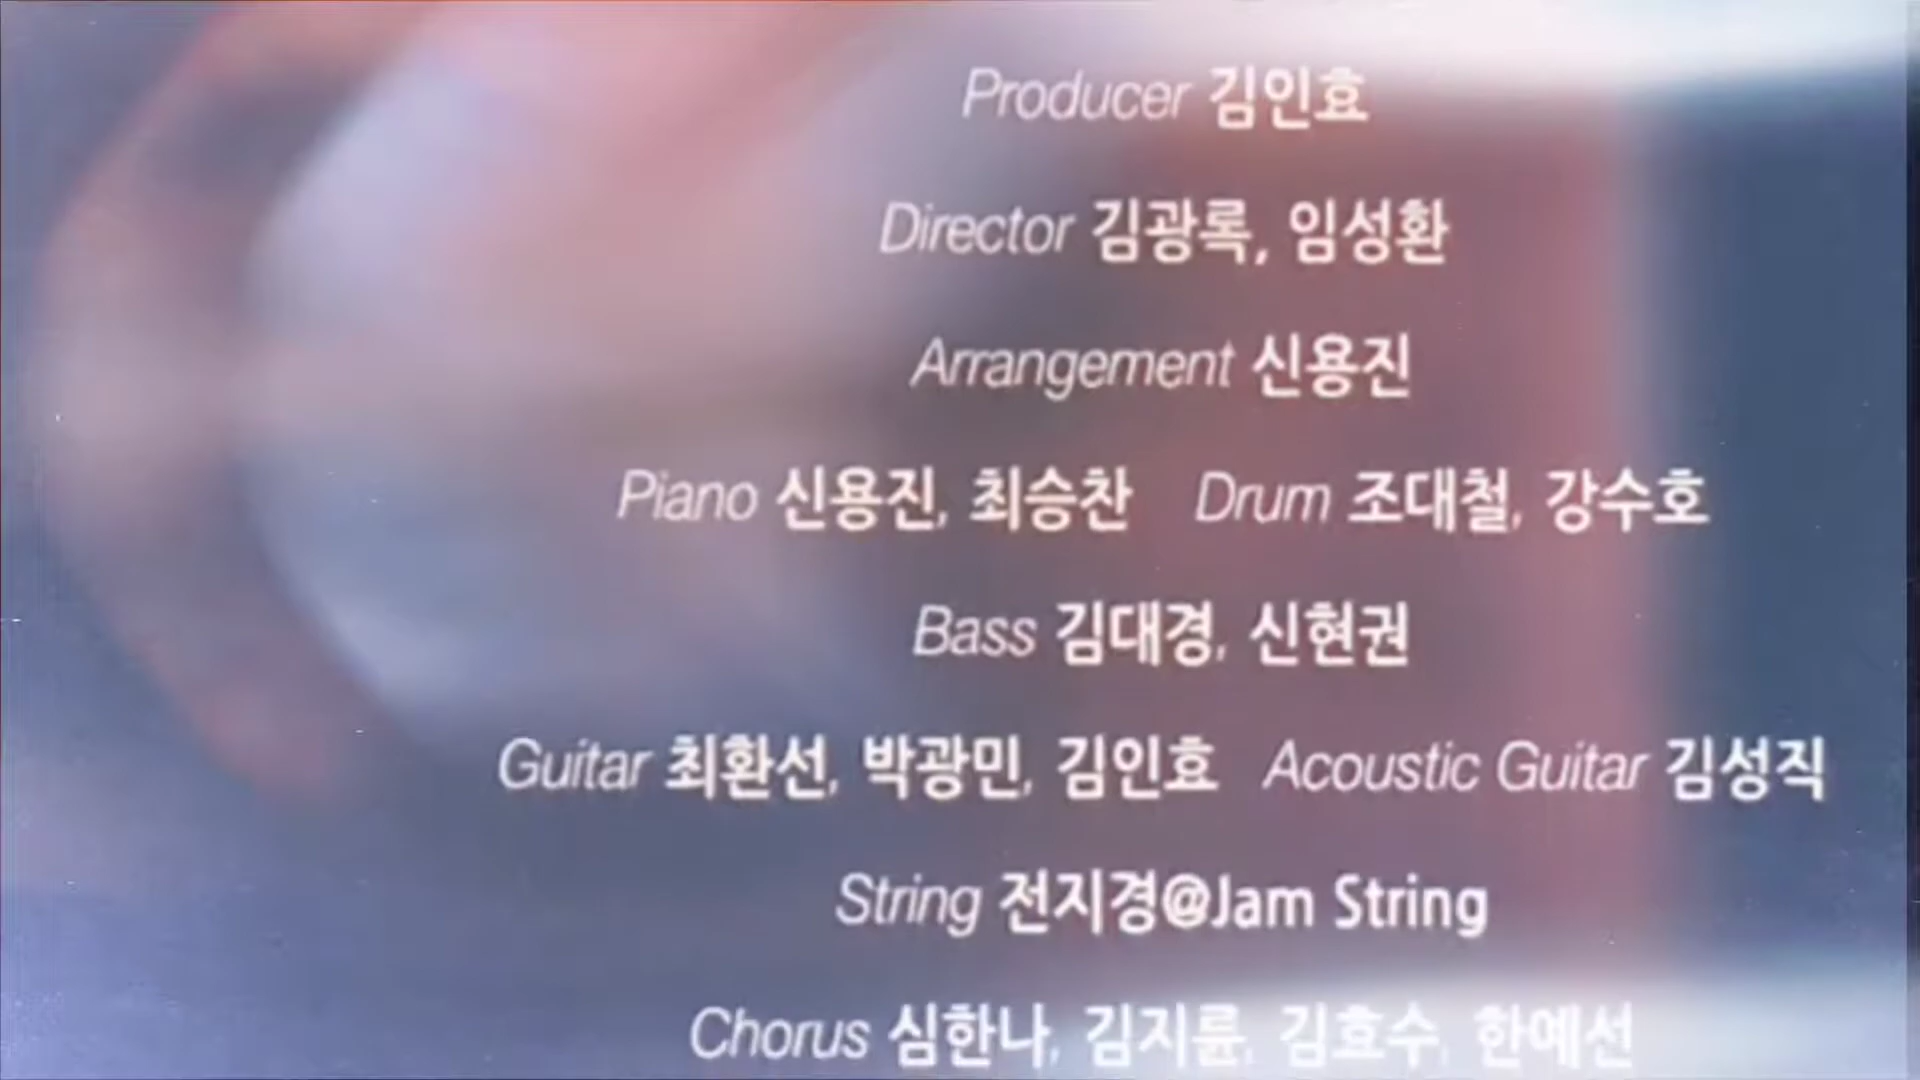 Producer 김인효
Director 김광록, 임성환
Arrangement 신용진
Piano 신용진, 최승찬 Drum 조대철, 강수호
Bass 김대경, 신현권
Guitar 최환선, 박광민, 김인효 Acoustic Guitar 김성직
String 전지경@Jam String
Chorus 심한나, 김지륜, 김효수, 한예선